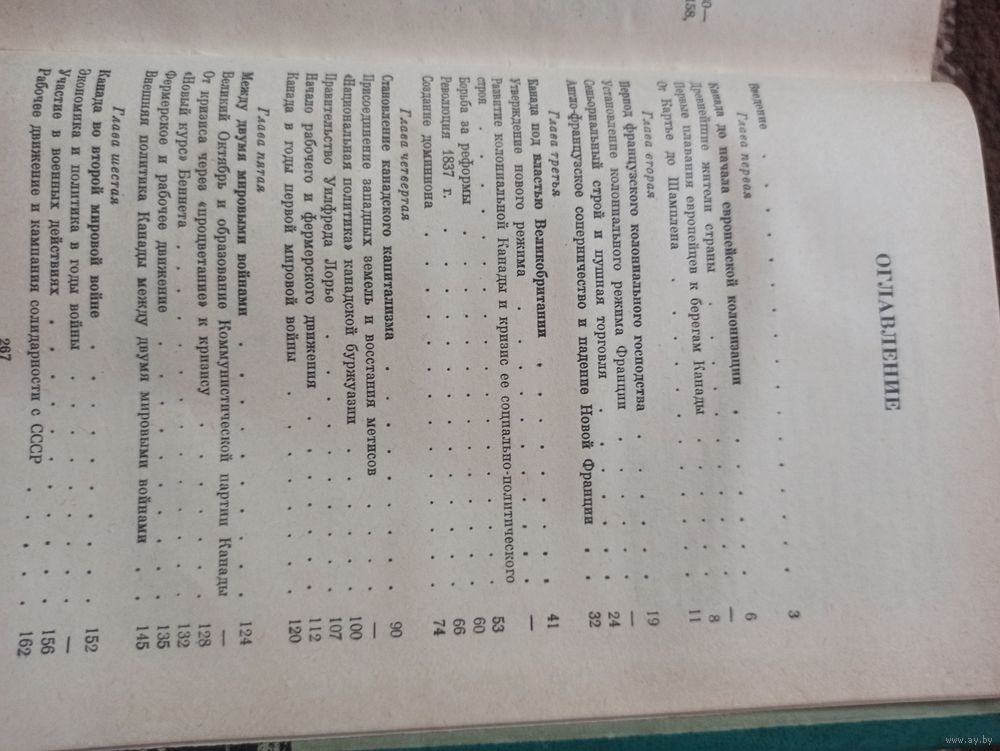 0—
158,
ОГЛАВЛЕНИЕ
Введение . . . . . . . . . . . . 3
Глава первая
Канада до начала европейской колонизации . . . . . 6
Древнейшие жители страны . . . . . . . —
Первые плавания европейцев к берегам Канады . . . . 8
От Картье до Шамплена . . . . . . . 11
Глава вторая
Период французского колониального господства . . . . 19
Установление колониального режима Франции . . . . —
Сеньориальный строй и пушная торговля . . . . . 24
Англо-французское соперничество и падение Новой Франции . . 32
Глава третья
Канада под властью Великобритании . . . . . . 41
Утверждение нового режима . . . . . . . —
Развитие колониальной Канады и кризис ее социально-политического
строя . . . . . . . . . . 53
Борьба за реформы . . . . . . . . 60
Революция 1837 г. . . . . . . . . 66
Создание доминиона . . . . . . . . 74
Глава четвертая
Становление канадского капитализма . . . . . . 90
Присоединение западных земель и восстания метисов . . . —
«Национальная политика» канадской буржуазии . . . . 100
Правительство Уилфреда Лорье . . . . . . 107
Начало рабочего и фермерского движения . . . . . 112
Канада в годы первой мировой войны . . . . . 120
Глава пятая
Между двумя мировыми войнами . . . . . . 124
Великий Октябрь и образование Коммунистической партии Канады —
От кризиса через «процветание» к кризису . . . . 128
«Новый курс» Беннета . . . . . . . . 132
Фермерское и рабочее движение . . . . . . 135
Внешняя политика Канады между двумя мировыми войнами . . 145
Глава шестая
Канада во второй мировой войне . . . . . . 152
Экономика и политика в годы войны . . . . . —
Участие в военных действиях . . . . . . 156
Рабочее движение и кампания солидарности с СССР . . . 162
267
www.ay.by